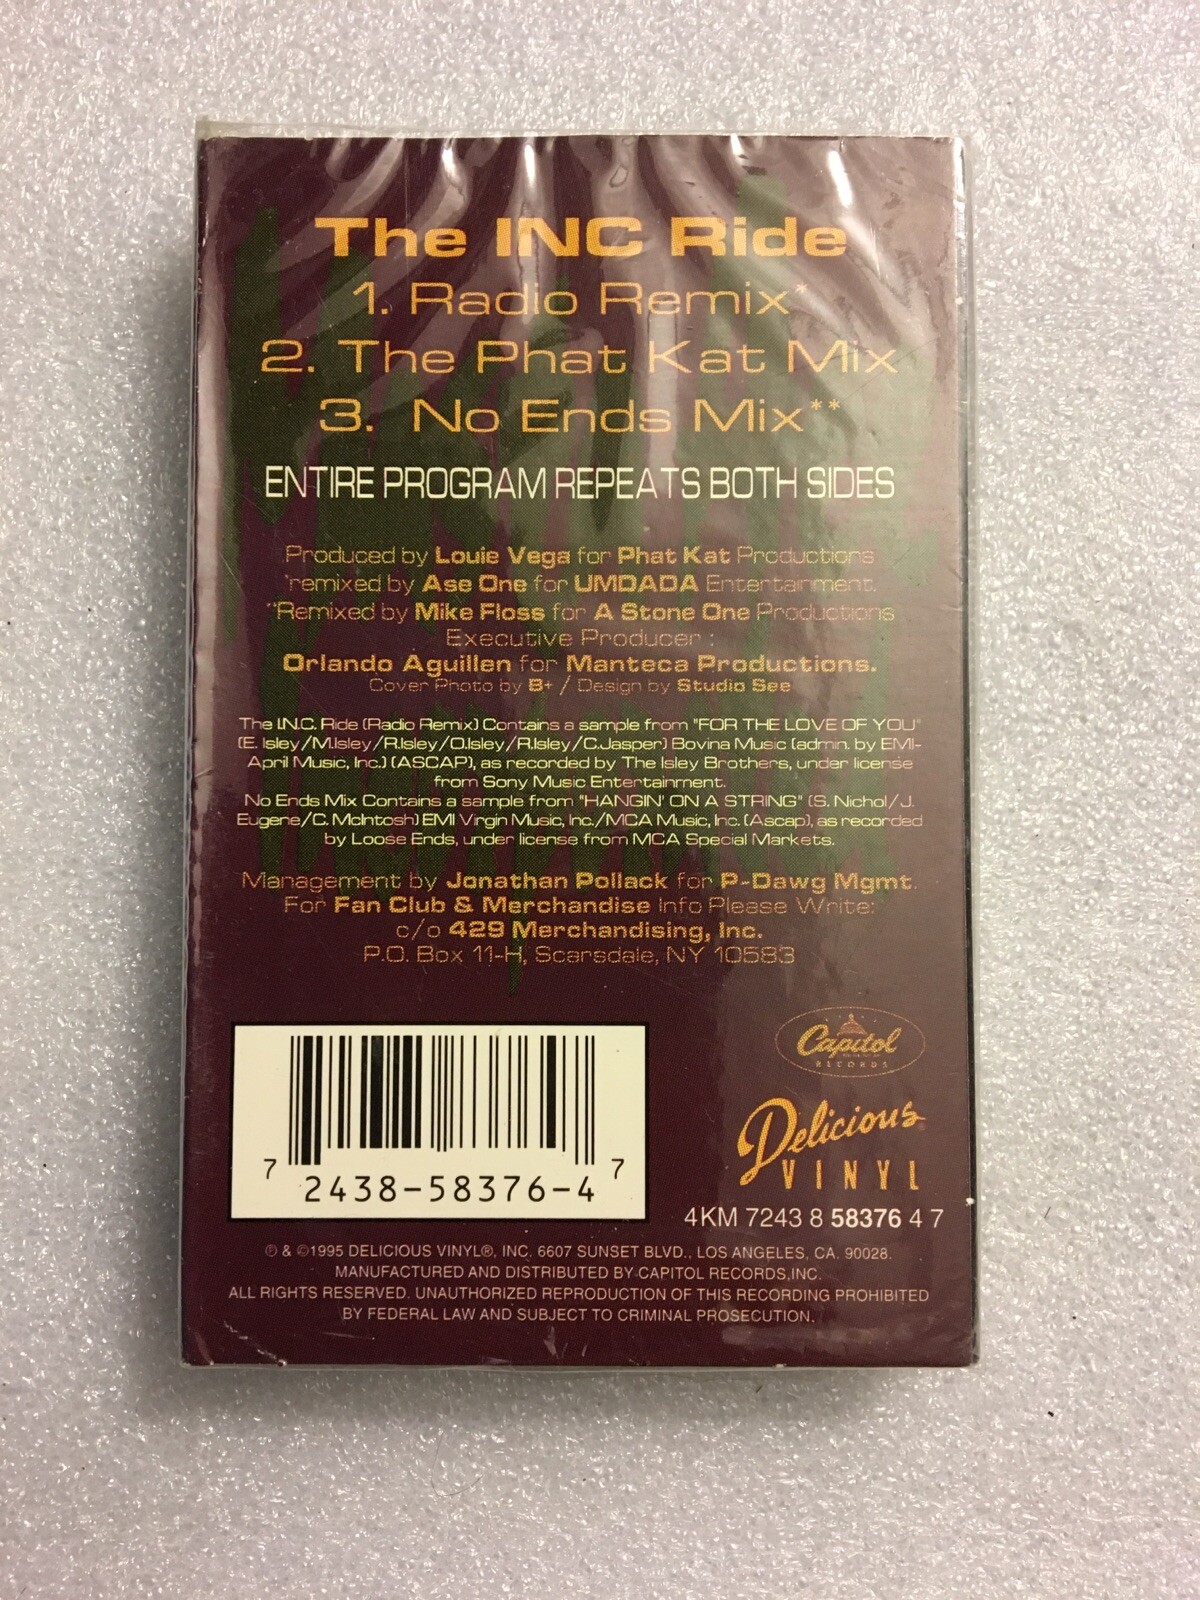 The INC Ride
1. Radio Remix*
2. The Phat Kat Mix
3. No Ends Mix**
ENTIRE PROGRAM REPEATS BOTH SIDES
Produced by Louie Vega for Phat Kat Productions
*remixed by Ase One for UMDADA Entertainment.
**Remixed by Mike Floss for A Stone One Productions
Executive Producer :
Orlando Aguillen for Manteca Productions.
Cover Photo by B+ / Design by Studio See
The I.N.C. Ride (Radio Remix) Contains a sample from "FOR THE LOVE OF YOU"
(E. Isley/M.Isley/R.Isley/O.Isley/R.Isley/C.Jasper) Bovina Music (admin. by EMI-
April Music, Inc.) (ASCAP), as recorded by The Isley Brothers, under license
from Sony Music Entertainment.
No Ends Mix Contains a sample from "HANGIN' ON A STRING" (S. Nichol/J.
Eugene/C. McIntosh) EMI Virgin Music, Inc./MCA Music, Inc. (Ascap), as recorded
by Loose Ends, under license from MCA Special Markets.
Management by Jonathan Pollack for P-Dawg Mgmt.
For Fan Club & Merchandise Info Please Write:
c/o 429 Merchandising, Inc.
P.O. Box 11-H, Scarsdale, NY 10583
Capitol
RECORDS
Delicious
VINYL
7 2438-58376-4 7
4KM 7243 8 58376 4 7
℗ & ©1995 DELICIOUS VINYL®, INC. 6607 SUNSET BLVD., LOS ANGELES, CA. 90028.
MANUFACTURED AND DISTRIBUTED BY CAPITOL RECORDS,INC.
ALL RIGHTS RESERVED. UNAUTHORIZED REPRODUCTION OF THIS RECORDING PROHIBITED
BY FEDERAL LAW AND SUBJECT TO CRIMINAL PROSECUTION.